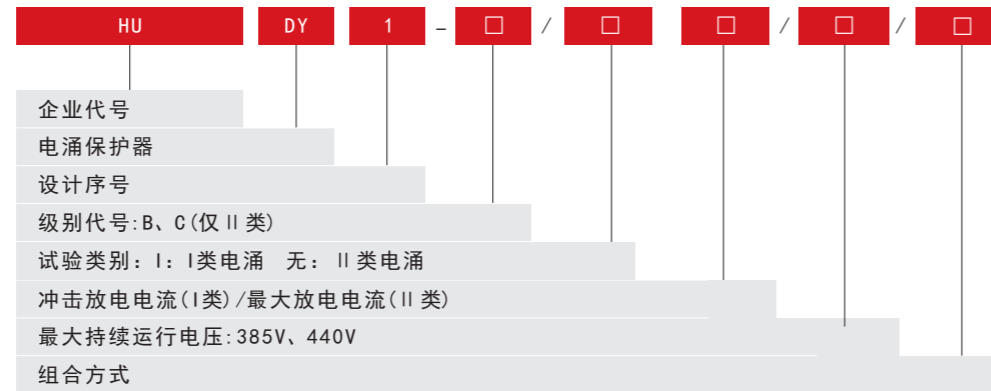 HU DY 1 - □ / □ □ / □ / □
企业代号
电涌保护器
设计序号
级别代号:B、C(仅Ⅱ类)
试验类别：I：I类电涌 无：Ⅱ类电涌
冲击放电电流(I类)/最大放电电流(Ⅱ类)
最大持续运行电压:385V、440V
组合方式